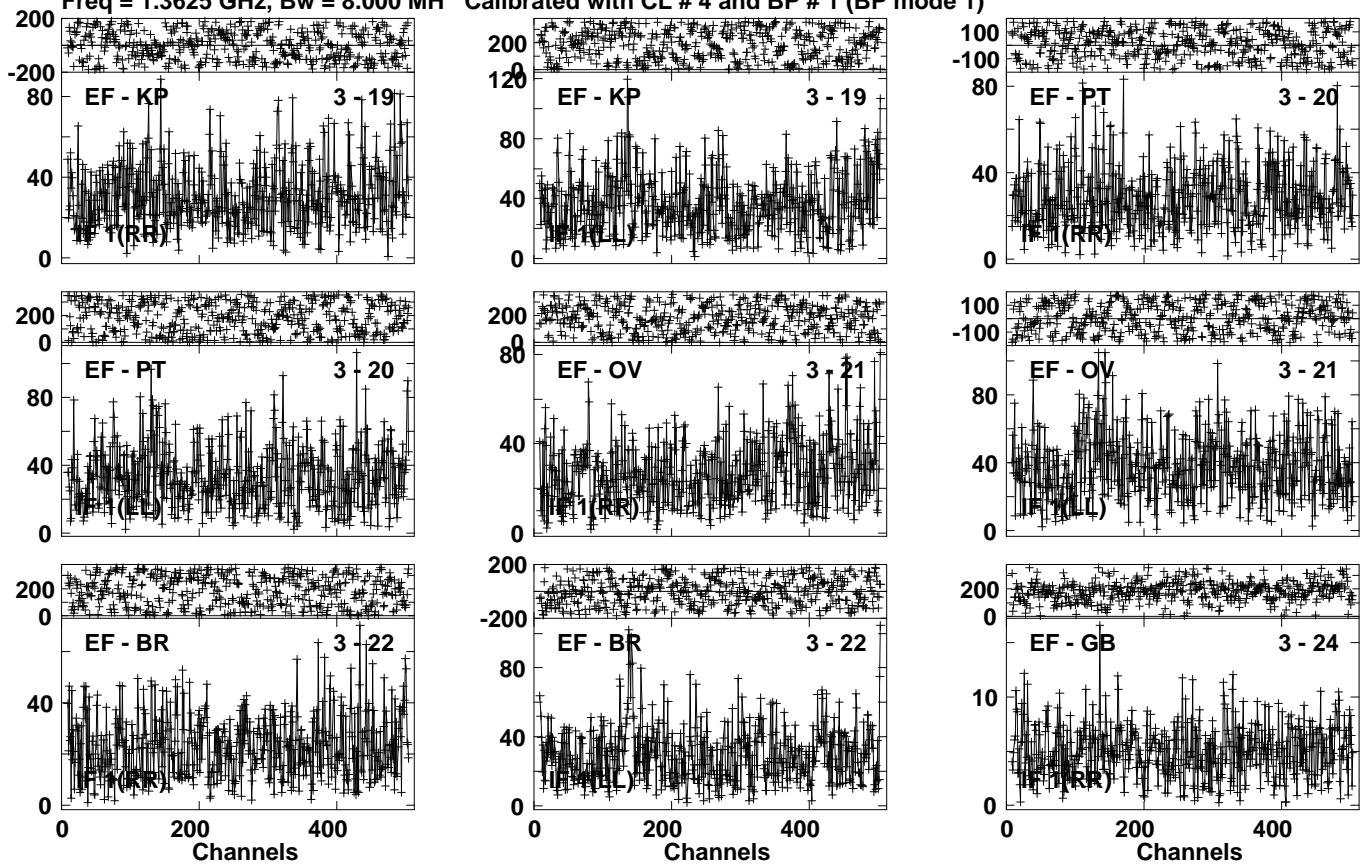 Freq = 1.3625 GHz, Bw = 8.000 MH Calibrated with CL # 4 and BP # 1 (BP mode 1)
200
-200
80
40
0
EF - KP 3 - 19
IF 1(RR)
200
0
120
80
40
0
EF - KP 3 - 19
IF 1(LL)
100
-100
80
40
0
EF - PT 3 - 20
IF 1(RR)
200
0
80
40
0
EF - PT 3 - 20
IF 1(LL)
200
0
80
40
0
EF - OV 3 - 21
IF 1(RR)
100
-100
80
40
0
EF - OV 3 - 21
IF 1(LL)
200
0
40
0
EF - BR 3 - 22
IF 1(RR)
0 200 400
Channels
200
-200
80
40
0
EF - BR 3 - 22
IF 1(LL)
0 200 400
Channels
200
0
10
0
EF - GB 3 - 24
IF 1(RR)
0 200 400
Channels